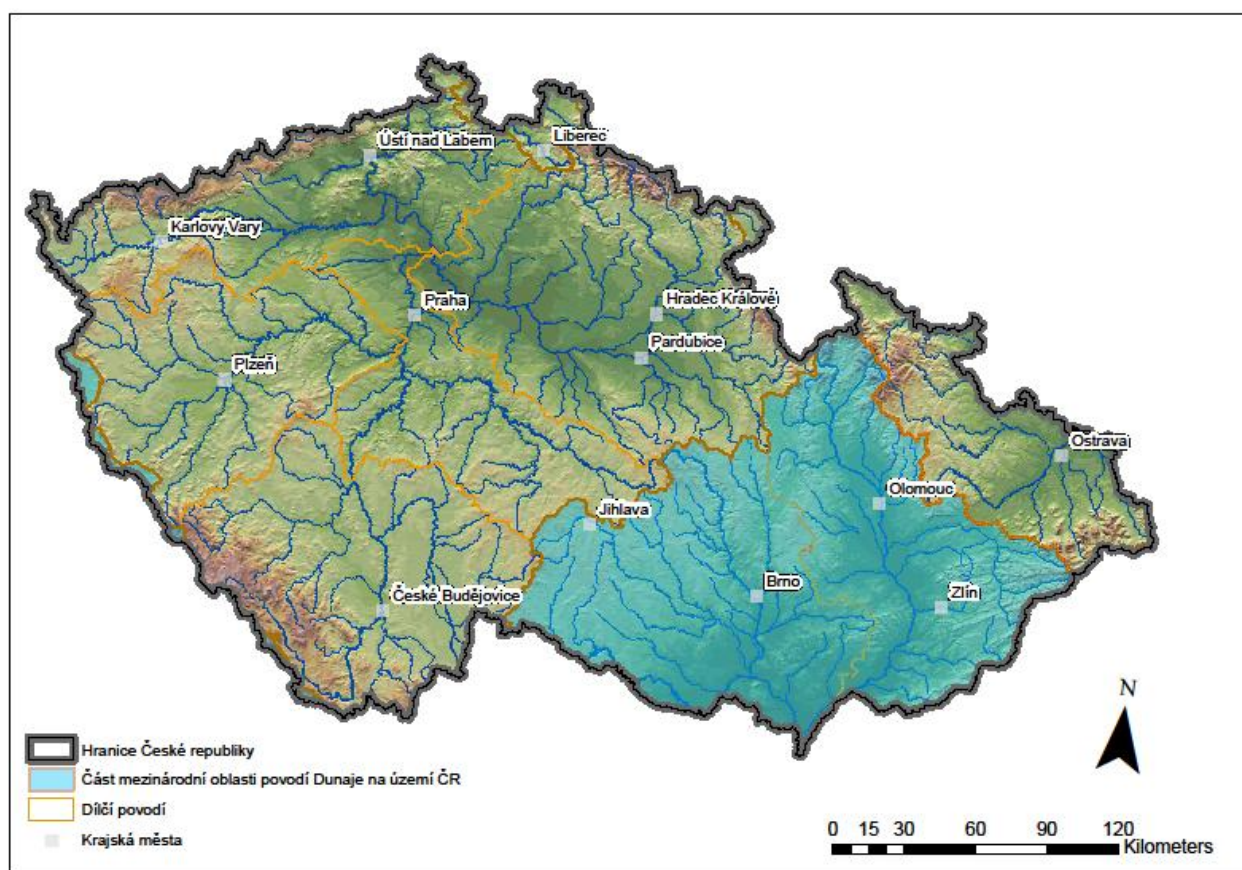 Ústí nad Labem
Liberec
Karlovy Vary
Praha
Hradec Králové
Pardubice
Plzeň
Ostrava
Olomouc
Jihlava
Brno
Zlín
České Budějovice
N
Hranice České republiky
Část mezinárodní oblasti povodí Dunaje na území ČR
Dílčí povodí
Krajská města
0 15 30 60 90 120
Kilometers